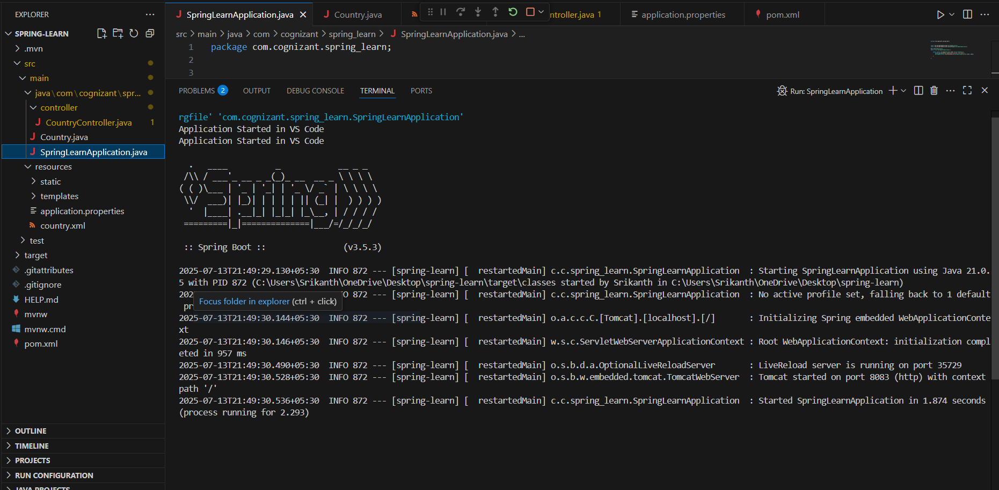 EXPLORER
SPRING-LEARN
.mvn
src
main
java\com\cognizant\spr...
controller
CountryController.java 1
Country.java
SpringLearnApplication.java
resources
static
templates
application.properties
country.xml
test
target
.gitattributes
.gitignore
HELP.md
mvnw
mvnw.cmd
pom.xml
OUTLINE
TIMELINE
PROJECTS
RUN CONFIGURATION
JAVA PROJECTS
SpringLearnApplication.java
Country.java
ntroller.java 1
application.properties
pom.xml
src > main > java > com > cognizant > spring_learn > SpringLearnApplication.java > ...
1 package com.cognizant.spring_learn;
2
3
PROBLEMS 2 OUTPUT DEBUG CONSOLE TERMINAL PORTS
Run: SpringLearnApplication
rgfile' 'com.cognizant.spring_learn.SpringLearnApplication'
Application Started in VS Code
Application Started in VS Code
  .   ____          _            __ _ _
 /\\ / ___'_ __ _ _(_)_ __  __ _ \ \ \ \
( ( )\___ | '_ | '_| | '_ \/ _` | \ \ \ \
 \\/  ___)| |_)| | | | | || (_| |  ) ) ) )
  '  |____| .__|_| |_|_| |_\__, | / / / /
 =========|_|==============|___/=/_/_/_/
 :: Spring Boot ::                (v3.5.3)
2025-07-13T21:49:29.130+05:30  INFO 872 --- [spring-learn] [  restartedMain] c.c.spring_learn.SpringLearnApplication  : Starting SpringLearnApplication using Java 21.0.
5 with PID 872 (C:\Users\Srikanth\OneDrive\Desktop\spring-learn\target\classes started by Srikanth in C:\Users\Srikanth\OneDrive\Desktop\spring-learn)
202 0  INFO 872 --- [spring-learn] [  restartedMain] c.c.spring_learn.SpringLearnApplication  : No active profile set, falling back to 1 default
Focus folder in explorer (ctrl + click)
 pr
2025-07-13T21:49:30.144+05:30  INFO 872 --- [spring-learn] [  restartedMain] o.a.c.c.C.[Tomcat].[localhost].[/]       : Initializing Spring embedded WebApplicationConte
xt
2025-07-13T21:49:30.146+05:30  INFO 872 --- [spring-learn] [  restartedMain] w.s.c.ServletWebServerApplicationContext : Root WebApplicationContext: initialization compl
eted in 957 ms
2025-07-13T21:49:30.490+05:30  INFO 872 --- [spring-learn] [  restartedMain] o.s.b.d.a.OptionalLiveReloadServer       : LiveReload server is running on port 35729
2025-07-13T21:49:30.528+05:30  INFO 872 --- [spring-learn] [  restartedMain] o.s.b.w.embedded.tomcat.TomcatWebServer  : Tomcat started on port 8083 (http) with context
path '/'
2025-07-13T21:49:30.536+05:30  INFO 872 --- [spring-learn] [  restartedMain] c.c.spring_learn.SpringLearnApplication  : Started SpringLearnApplication in 1.874 seconds
(process running for 2.293)